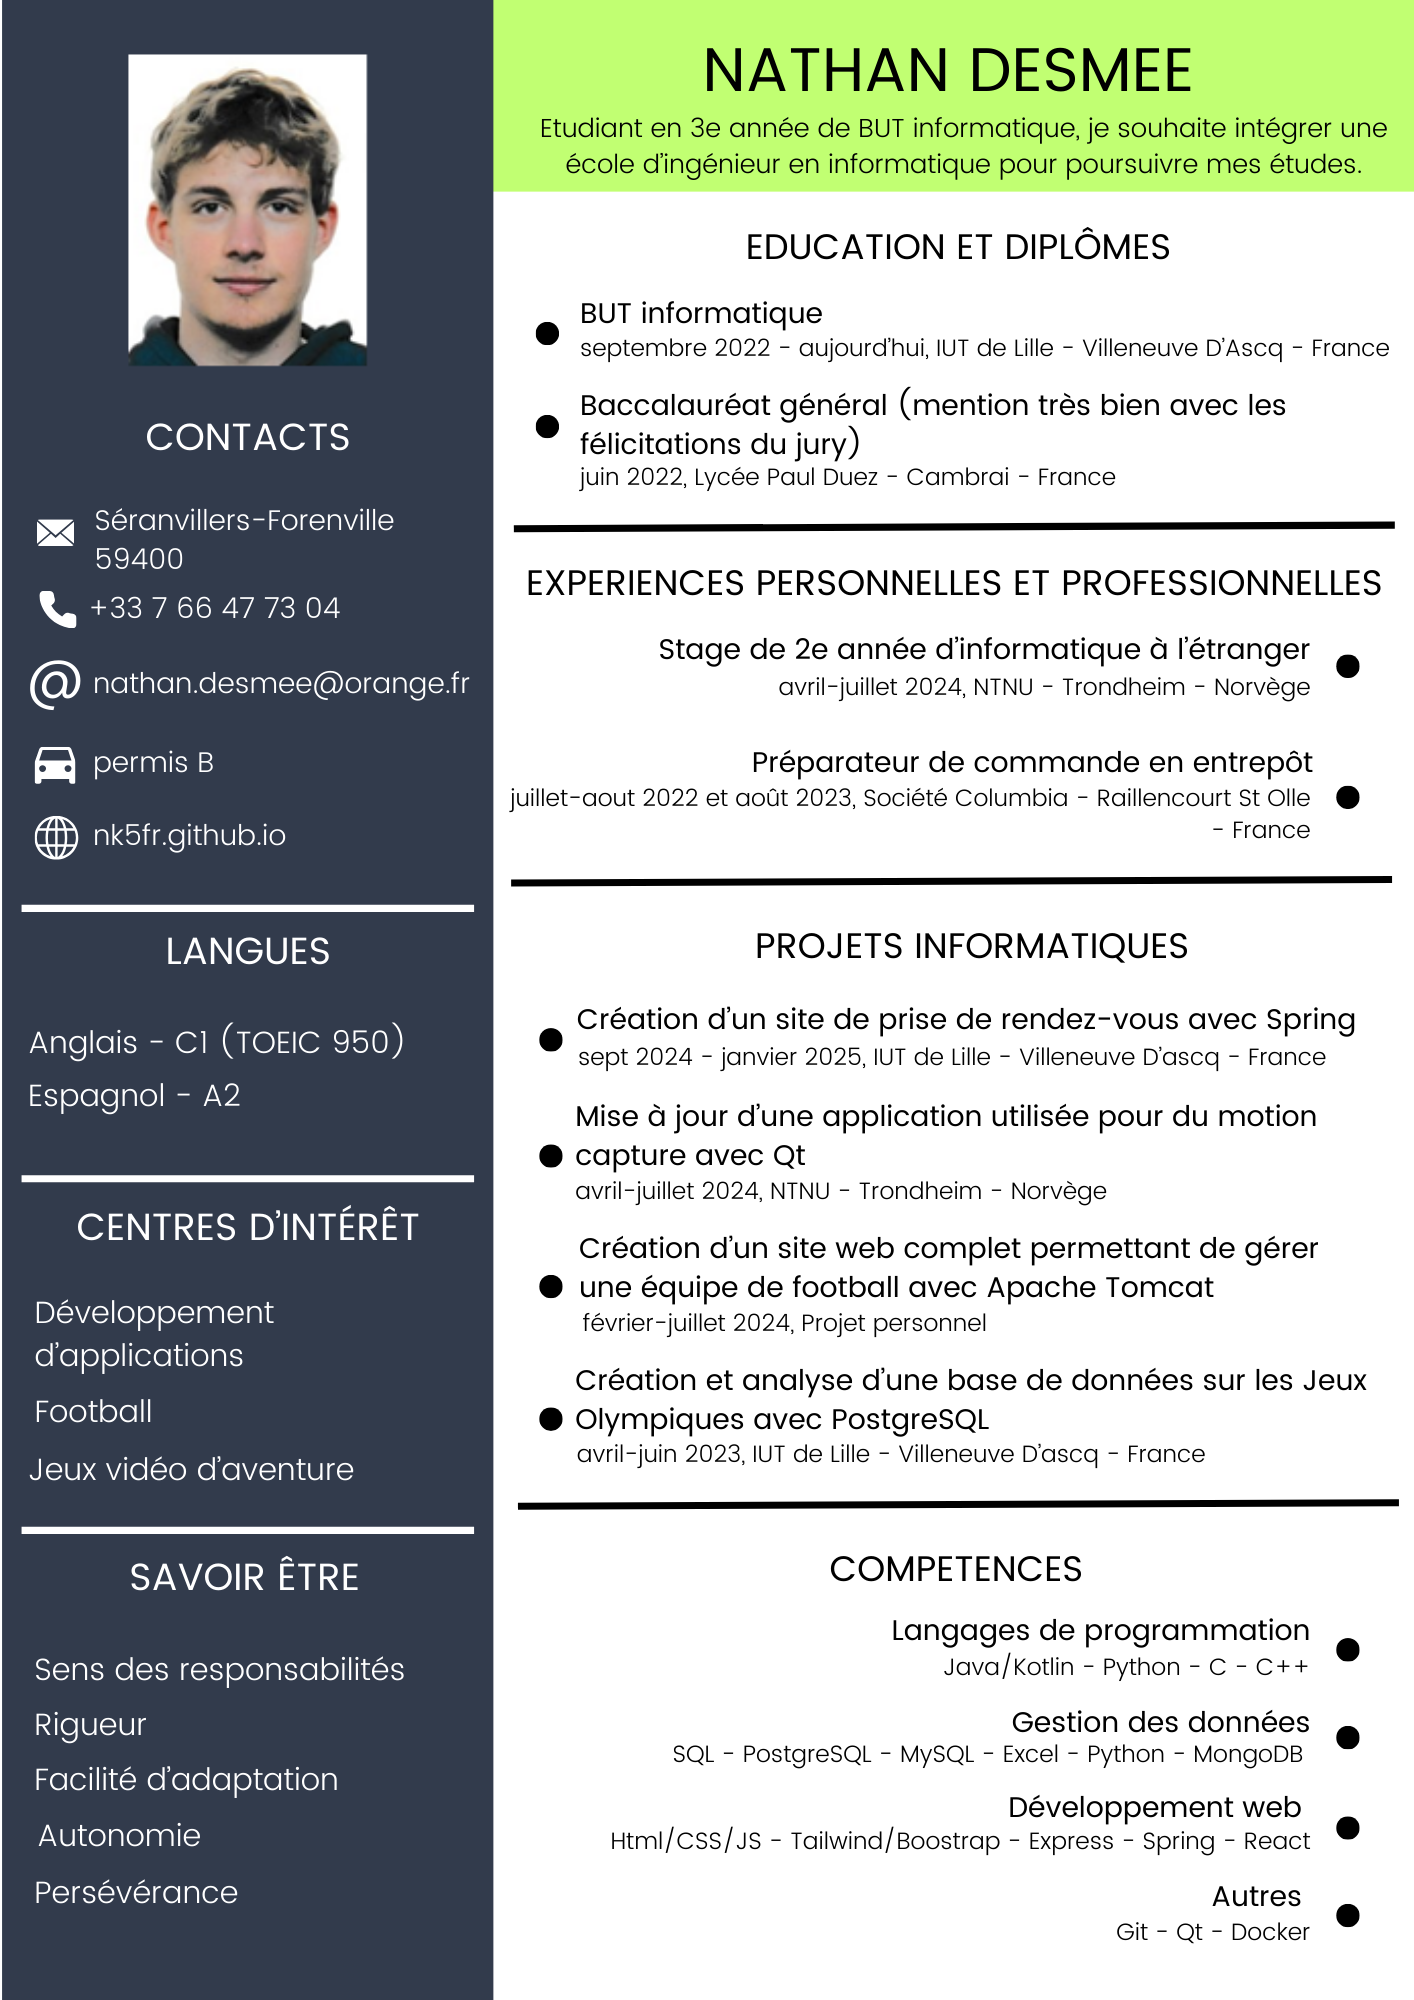 NATHAN DESMEE
Etudiant en 3e année de BUT informatique, je souhaite intégrer une
école d’ingénieur en informatique pour poursuivre mes études.
CONTACTS
Séranvillers-Forenville
59400
+33 7 66 47 73 04
nathan.desmee@orange.fr
permis B
nk5fr.github.io
LANGUES
Anglais - C1 (TOEIC 950)
Espagnol - A2
CENTRES D’INTÉRÊT
Développement
d’applications
Football
Jeux vidéo d’aventure
SAVOIR ÊTRE
Sens des responsabilités
Rigueur
Facilité d’adaptation
Autonomie
Persévérance
EDUCATION ET DIPLÔMES
BUT informatique
septembre 2022 - aujourd’hui, IUT de Lille - Villeneuve D’Ascq - France
Baccalauréat général (mention très bien avec les
félicitations du jury)
juin 2022, Lycée Paul Duez - Cambrai - France
EXPERIENCES PERSONNELLES ET PROFESSIONNELLES
Stage de 2e année d’informatique à l’étranger
avril-juillet 2024, NTNU - Trondheim - Norvège
Préparateur de commande en entrepôt
juillet-aout 2022 et août 2023, Société Columbia - Raillencourt St Olle
- France
PROJETS INFORMATIQUES
Création d’un site de prise de rendez-vous avec Spring
sept 2024 - janvier 2025, IUT de Lille - Villeneuve D’ascq - France
Mise à jour d’une application utilisée pour du motion
capture avec Qt
avril-juillet 2024, NTNU - Trondheim - Norvège
Création d’un site web complet permettant de gérer
une équipe de football avec Apache Tomcat
février-juillet 2024, Projet personnel
Création et analyse d’une base de données sur les Jeux
Olympiques avec PostgreSQL
avril-juin 2023, IUT de Lille - Villeneuve D’ascq - France
COMPETENCES
Langages de programmation
Java/Kotlin - Python - C - C++
Gestion des données
SQL - PostgreSQL - MySQL - Excel - Python - MongoDB
Développement web
Html/CSS/JS - Tailwind/Boostrap - Express - Spring - React
Autres
Git - Qt - Docker